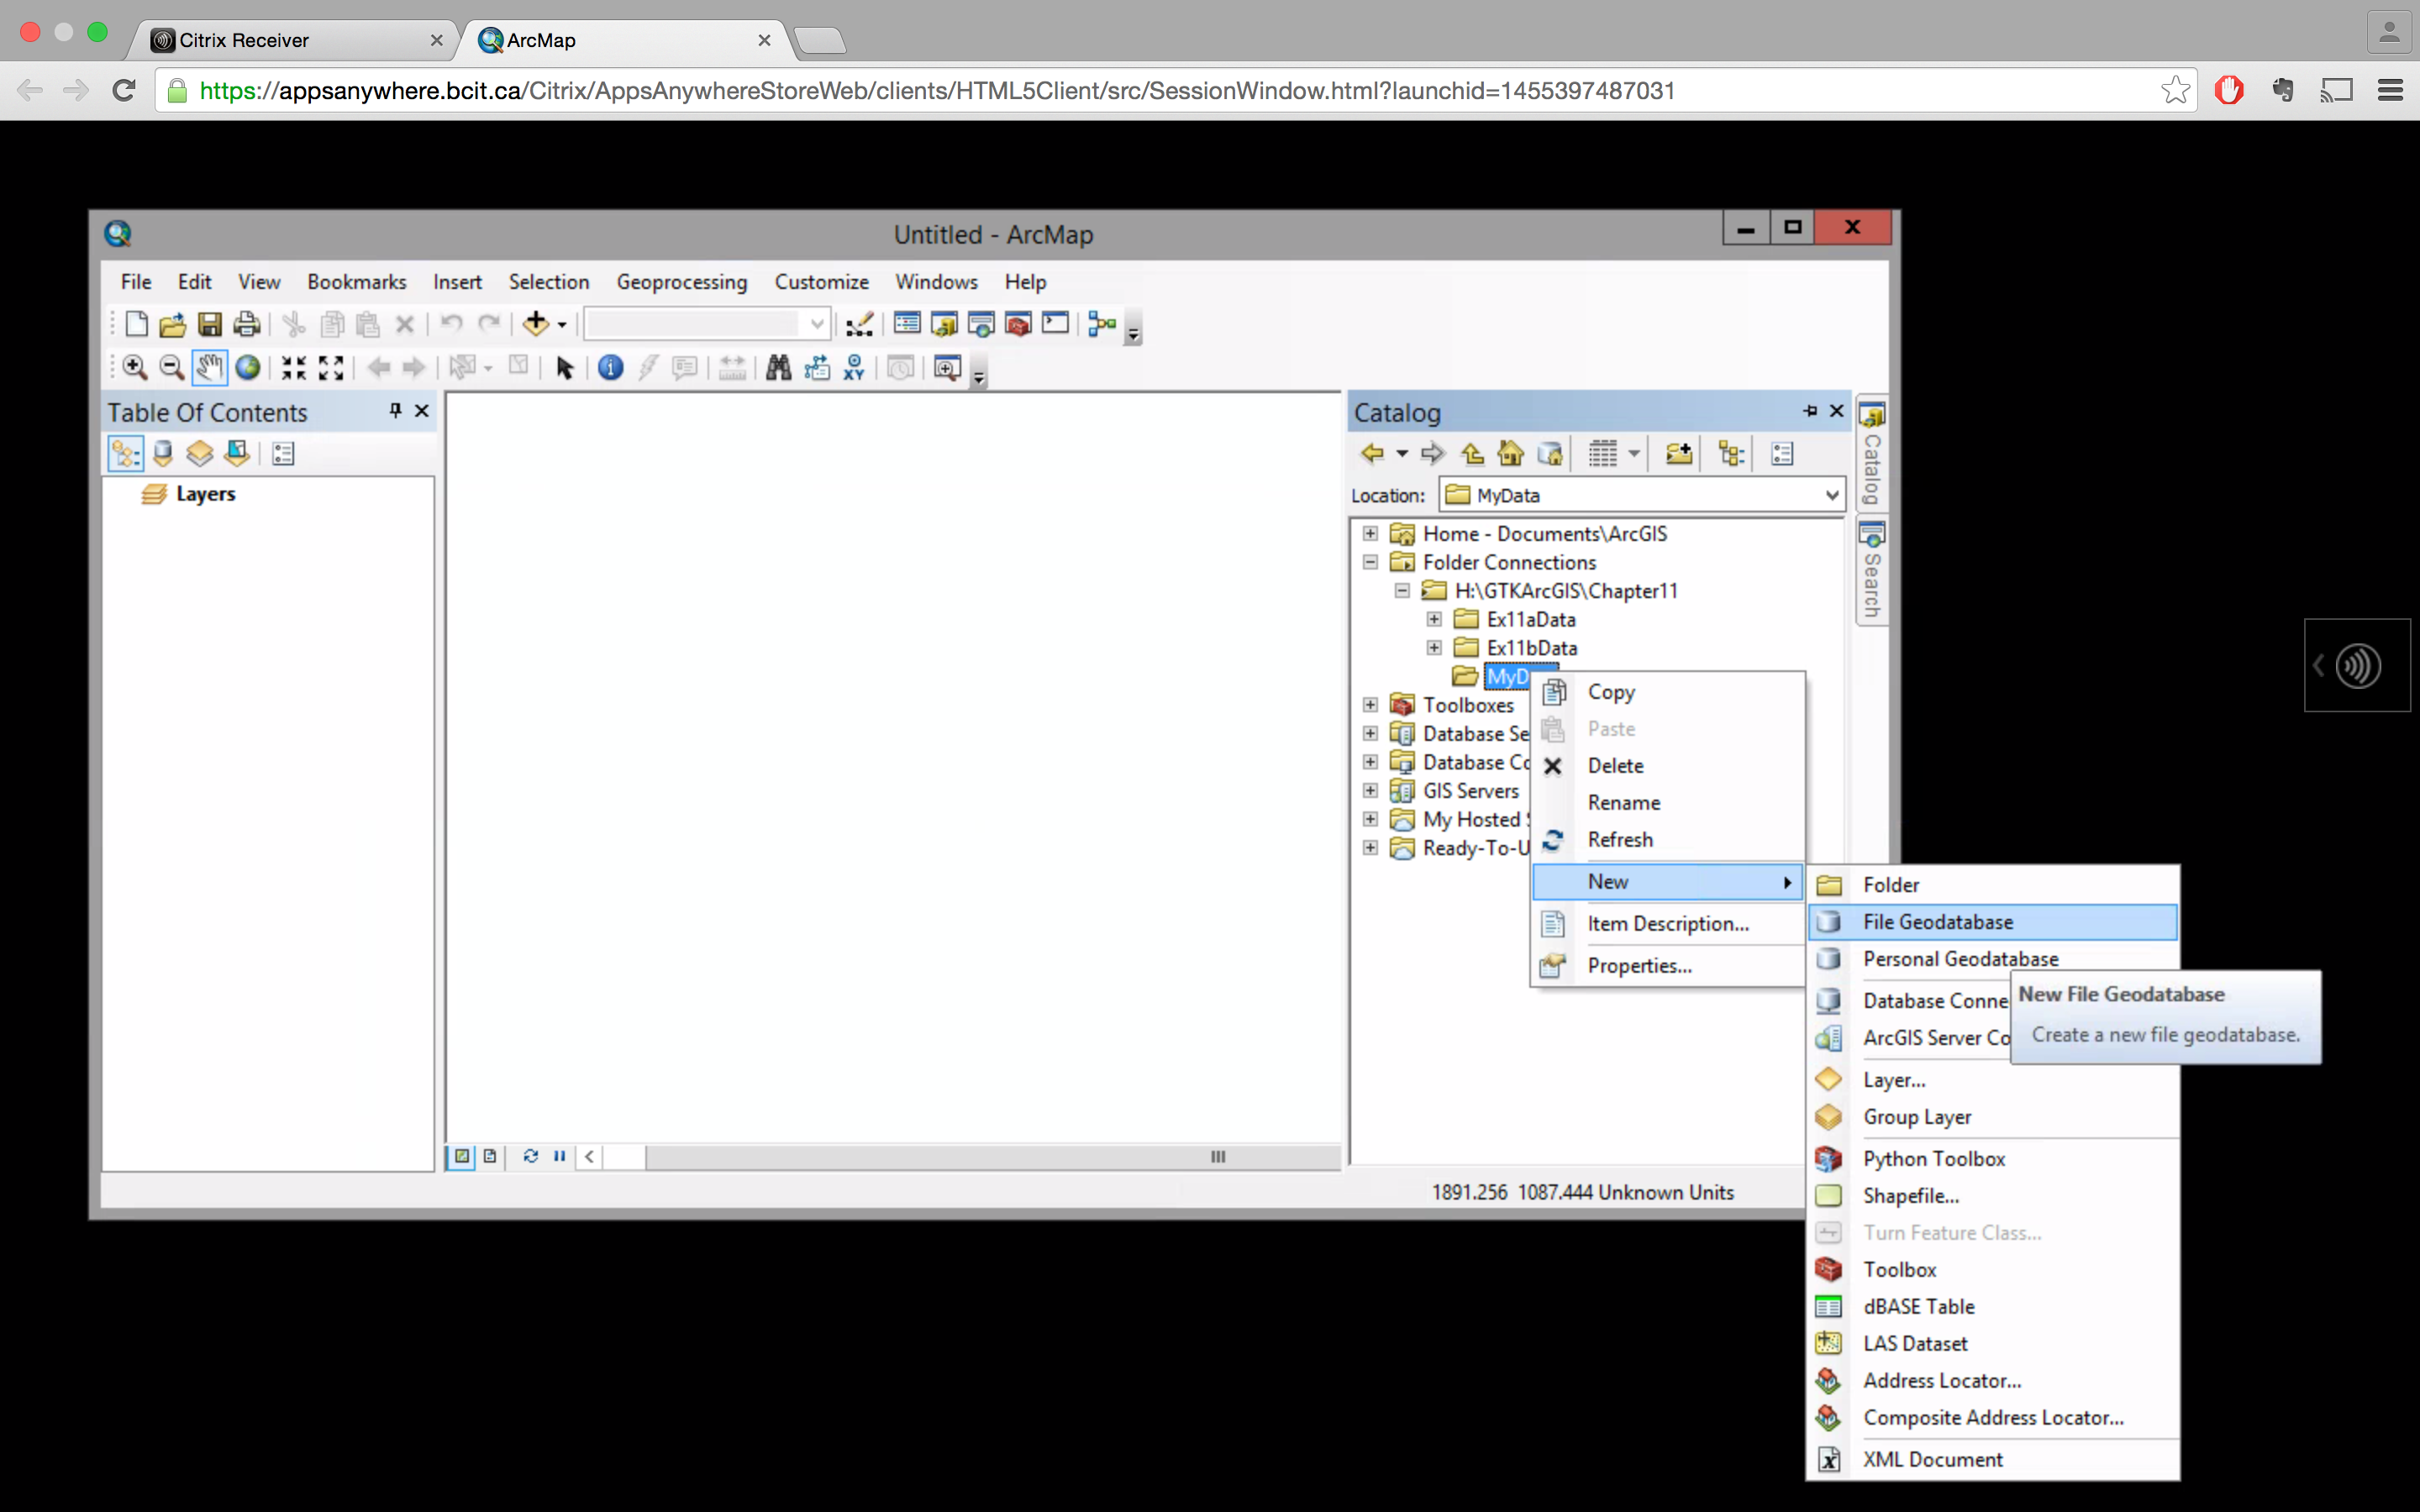 Citrix Receiver
ArcMap
https://appsanywhere.bcit.ca/Citrix/AppsAnywhereStoreWeb/clients/HTML5Client/src/SessionWindow.html?launchid=1455397487031
Untitled - ArcMap
File Edit View Bookmarks Insert Selection Geoprocessing Customize Windows Help
XY
Table Of Contents
Layers
Catalog
Location: MyData
Home - Documents\ArcGIS
Folder Connections
H:\GTKArcGIS\Chapter11
Ex11aData
Ex11bData
MyD
Toolboxes
Database Se
Database Co
GIS Servers
My Hosted S
Ready-To-U
Catalog
Search
Copy
Paste
Delete
Rename
Refresh
New
Item Description...
Properties...
Folder
File Geodatabase
Personal Geodatabase
Database Conne
ArcGIS Server Co
Layer...
Group Layer
Python Toolbox
Shapefile...
Turn Feature Class...
Toolbox
dBASE Table
LAS Dataset
Address Locator...
Composite Address Locator...
XML Document
New File Geodatabase
Create a new file geodatabase.
1891.256 1087.444 Unknown Units